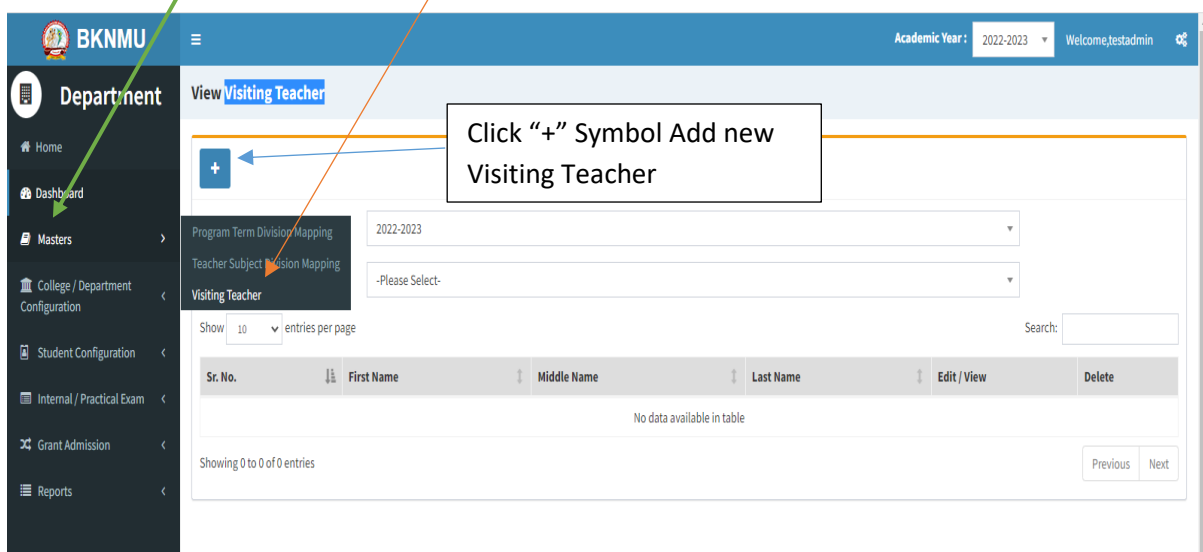 BKNMU
Academic Year : 2022-2023 Welcome,testadmin
Department
View Visiting Teacher
Click “+” Symbol Add new
Visiting Teacher
+
Home
Dashboard
Masters
College / Department
Configuration
Student Configuration
Internal / Practical Exam
Grant Admission
Reports
Program Term Division Mapping
Teacher Subject Division Mapping
Visiting Teacher
2022-2023
-Please Select-
Show 10 entries per page
Search:
Sr. No. First Name Middle Name Last Name Edit / View Delete
No data available in table
Showing 0 to 0 of 0 entries
Previous Next